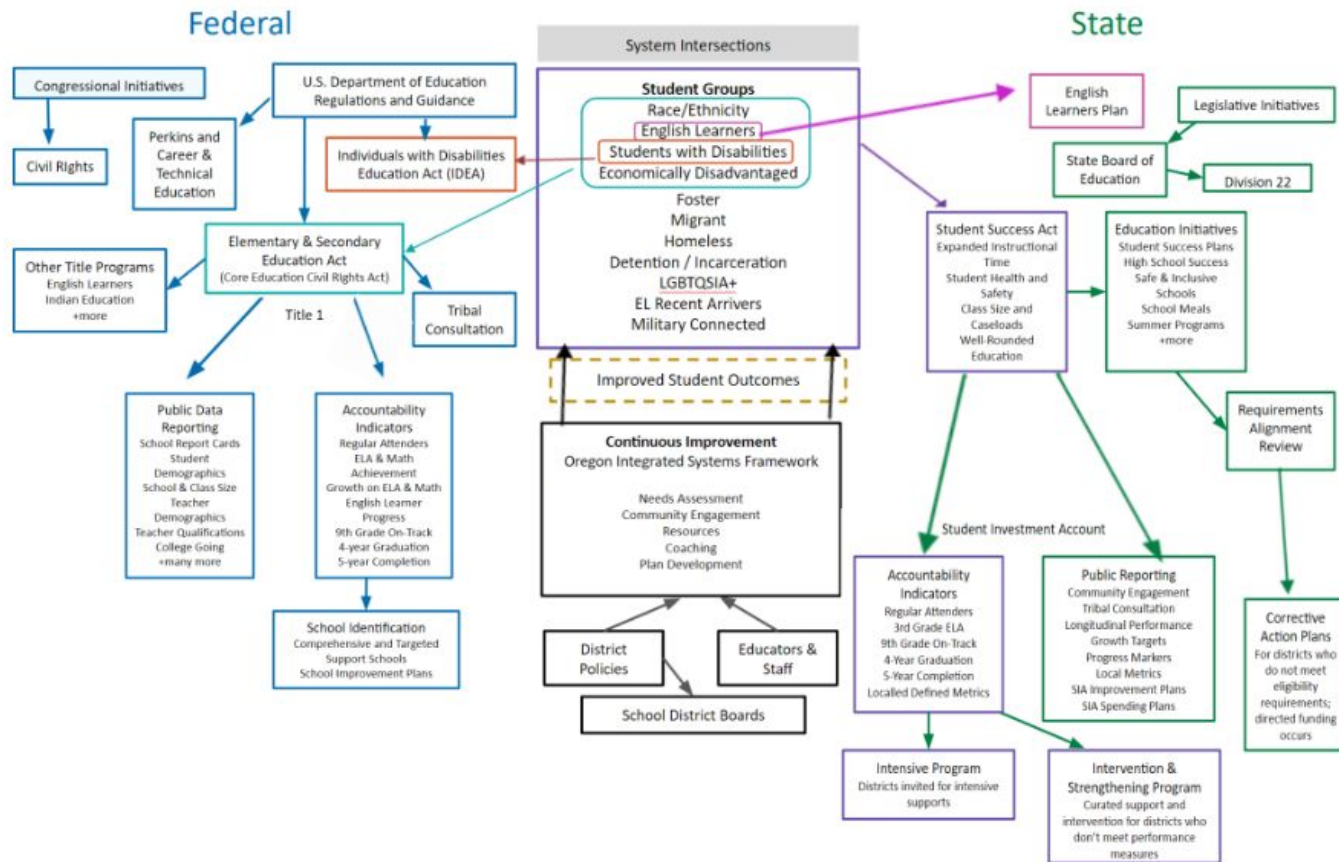 Federal
System Intersections
State
Congressional Initiatives
U.S. Department of Education
Regulations and Guidance
Perkins and
Career &
Technical
Education
Civil Rights
Individuals with Disabilities
Education Act (IDEA)
Elementary & Secondary
Education Act
(Core Education Civil Rights Act)
Other Title Programs
English Learners
Indian Education
+more
Title 1
Tribal
Consultation
Public Data
Reporting
School Report Cards
Student
Demographics
School & Class Size
Teacher
Demographics
Teacher Qualifications
College Going
+many more
Accountability
Indicators
Regular Attenders
ELA & Math
Achievement
Growth on ELA & Math
English Learner
Progress
9th Grade On-Track
4-year Graduation
5-year Completion
School Identification
Comprehensive and Targeted
Support Schools
School Improvement Plans
Student Groups
Race/Ethnicity
English Learners
Students with Disabilities
Economically Disadvantaged
Foster
Migrant
Homeless
Detention / Incarceration
LGBTQSIA+
EL Recent Arrivers
Military Connected
Improved Student Outcomes
Continuous Improvement
Oregon Integrated Systems Framework
Needs Assessment
Community Engagement
Resources
Coaching
Plan Development
District
Policies
Educators &
Staff
School District Boards
English
Learners Plan
Legislative Initiatives
State Board of
Education
Division 22
Student Success Act
Expanded Instructional
Time
Student Health and
Safety
Class Size and
Caseloads
Well-Rounded
Education
Education Initiatives
Student Success Plans
High School Success
Safe & Inclusive
Schools
School Meals
Summer Programs
+more
Requirements
Alignment
Review
Student Investment Account
Accountability
Indicators
Regular Attenders
3rd Grade ELA
9th Grade On-Track
4-Year Graduation
5-Year Completion
Localled Defined Metrics
Public Reporting
Community Engagement
Tribal Consultation
Longitudinal Performance
Growth Targets
Progress Markers
Local Metrics
SIA Improvement Plans
SIA Spending Plans
Corrective
Action Plans
For districts who
do not meet
eligibility
requirements;
directed funding
occurs
Intensive Program
Districts invited for intensive
supports
Intervention &
Strengthening Program
Curated support and
intervention for districts who
don't meet performance
measures